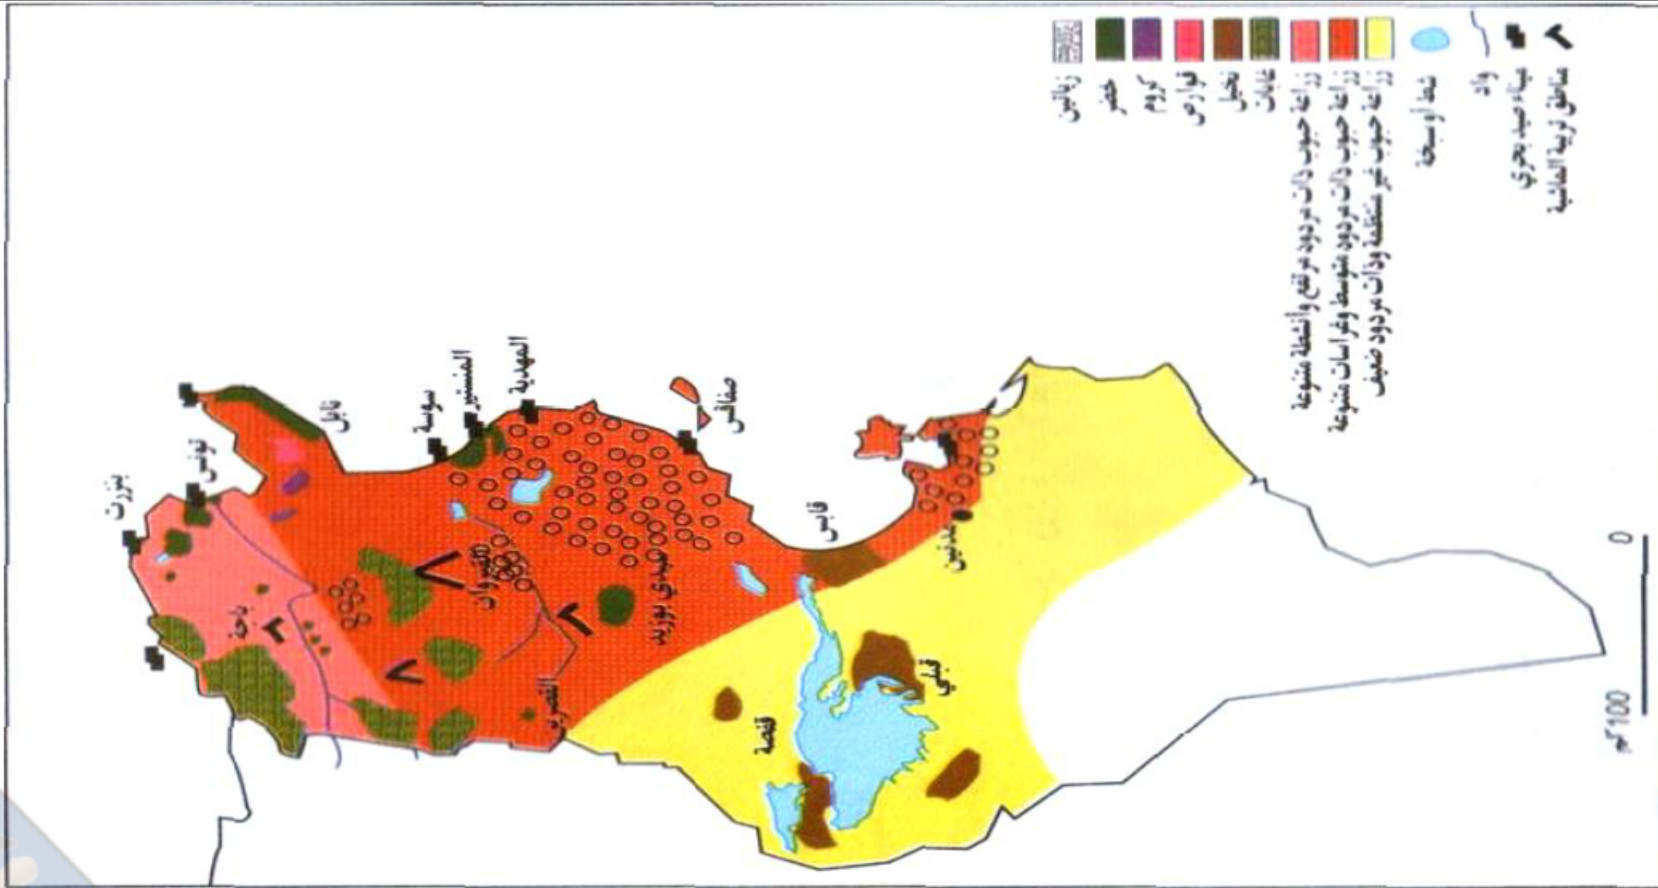 مناطق تربية الماشية
ميناء صيد بحري
واد
شط أو سبخة
زراعة حبوب غير منتظمة وذات مردود ضعيف
زراعة حبوب ذات مردود متوسط وغراسات متنوعة
زراعة حبوب ذات مردود مرتفع وأنشطة متنوعة
غابات
نخيل
قوارص
كروم
خضر
زياتين
بنزرت
تونس
باجة
نابل
سوسة
المنستير
المهدية
القيروان
القصرين
سيدي بوزيد
صفاقس
قفصة
قابس
قبلي
مدنين
0
100 كم